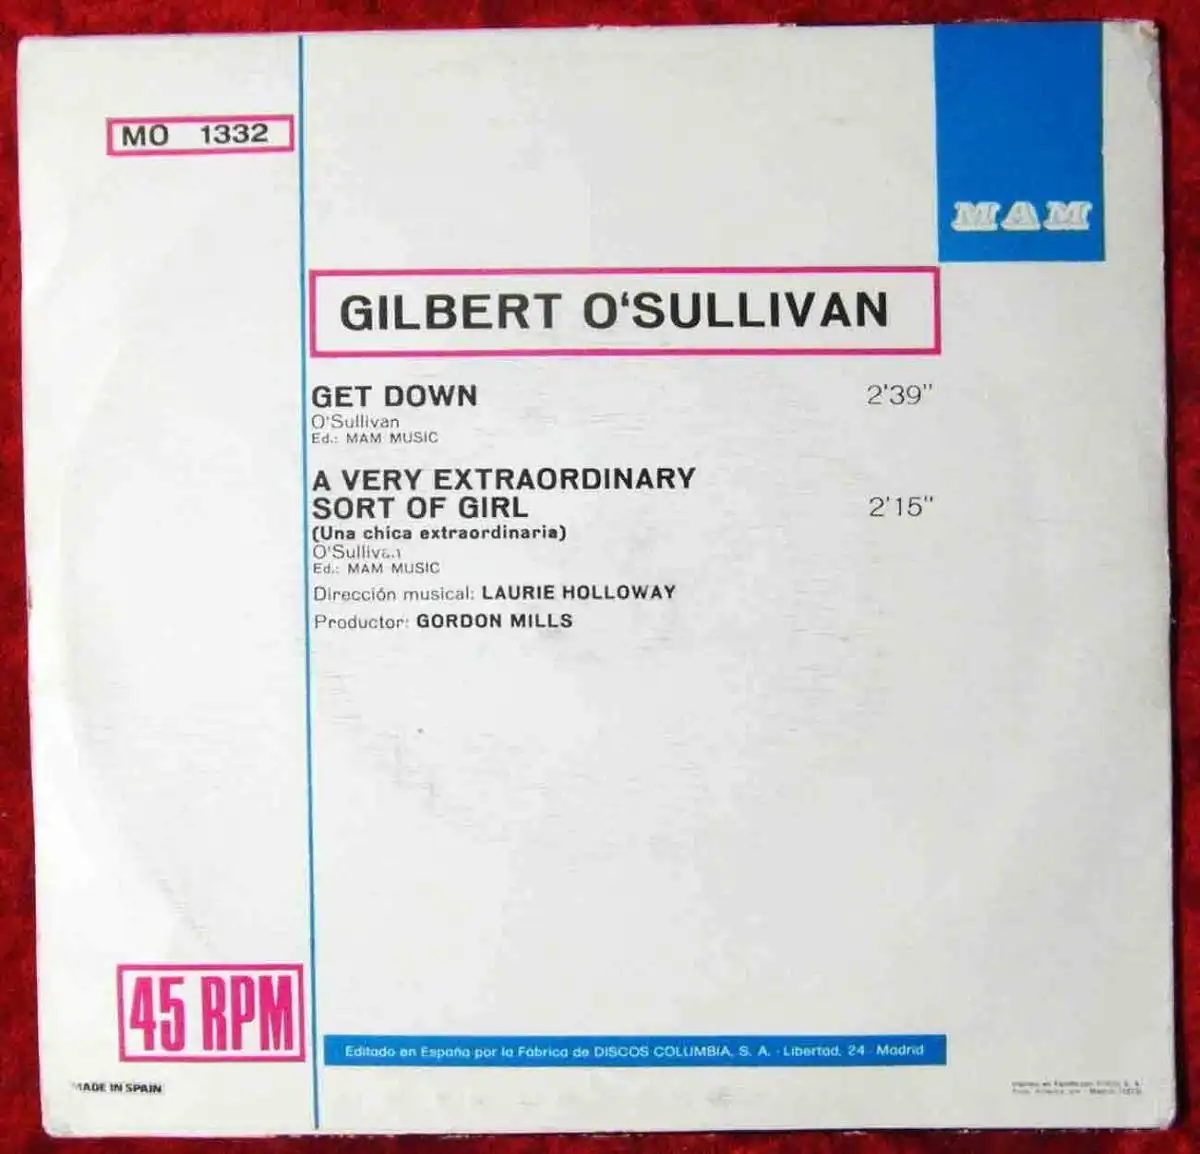 MO 1332
MAM
GILBERT O'SULLIVAN
GET DOWN 2'39"
O'Sullivan
Ed.: MAM MUSIC
A VERY EXTRAORDINARY
SORT OF GIRL 2'15"
(Una chica extraordinaria)
O'Sullivan
Ed.: MAM MUSIC
Dirección musical: LAURIE HOLLOWAY
Productor: GORDON MILLS
45 RPM
Editado en España por la Fábrica de DISCOS COLUMBIA, S. A. - Libertad, 24 - Madrid
MADE IN SPAIN